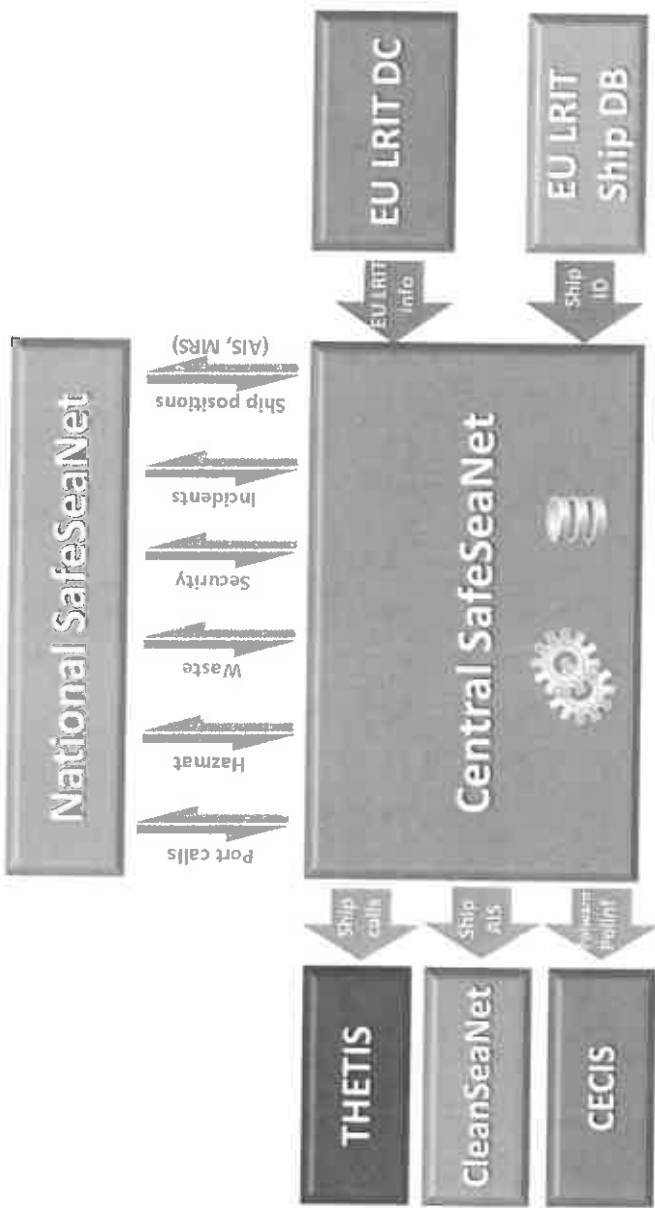 National SafeSeaNet
Port calls
Hazmat
Waste
Security
Incidents
Ship positions
(AIS, MRS)
THETIS
Ship
calls
CleanSeaNet
Ship
AIS
CECIS
Polinf
Central SafeSeaNet
EU LRIT
Info
EU LRIT DC
Ship
ID
EU LRIT
Ship DB